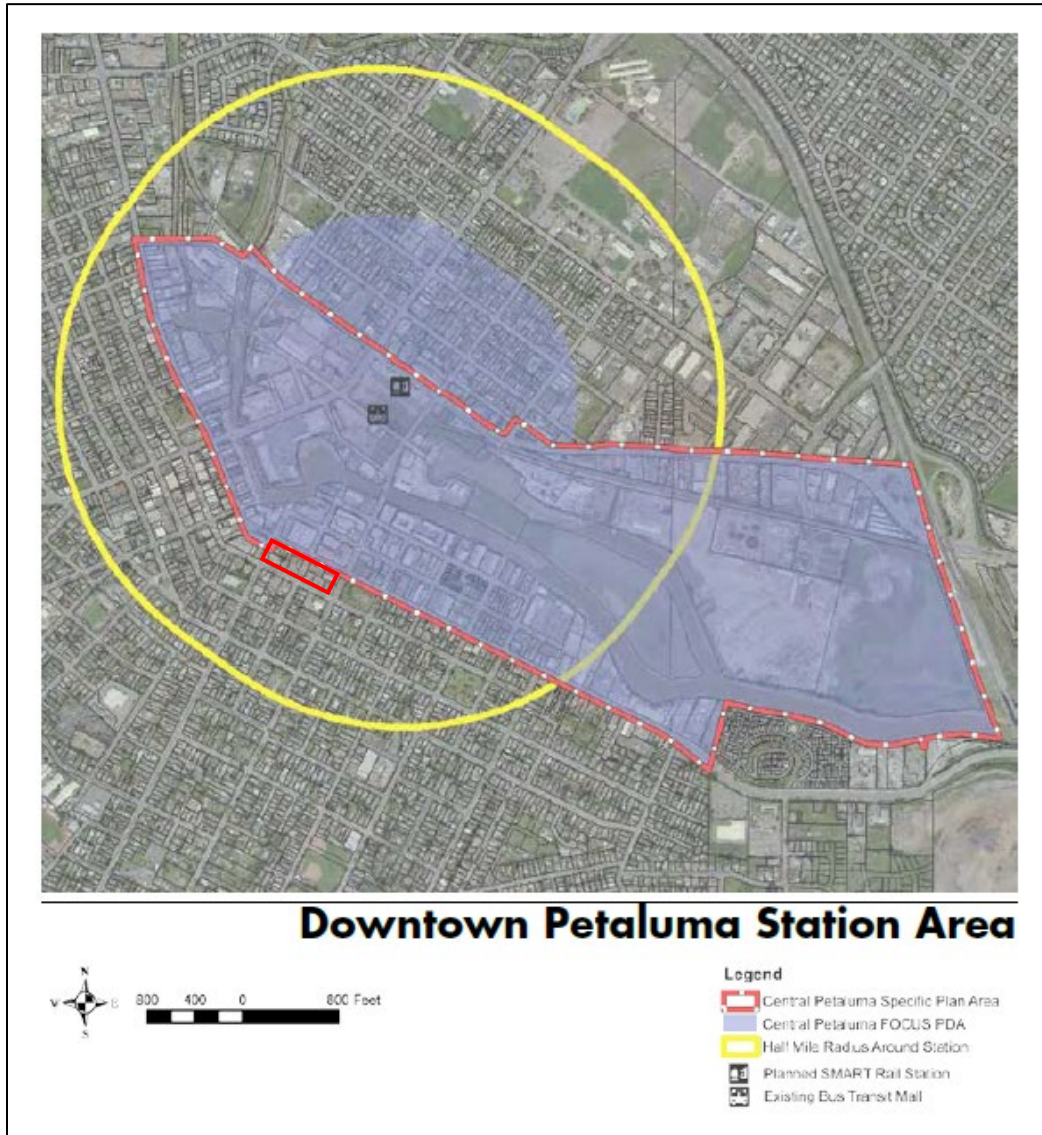 Downtown Petaluma Station Area
N
W E
S
800 400 0 800 Feet
Legend
Central Petaluma Specific Plan Area
Central Petaluma FOCUS PDA
Half Mile Radius Around Station
Planned SMART Rail Station
Existing Bus Transit Mall